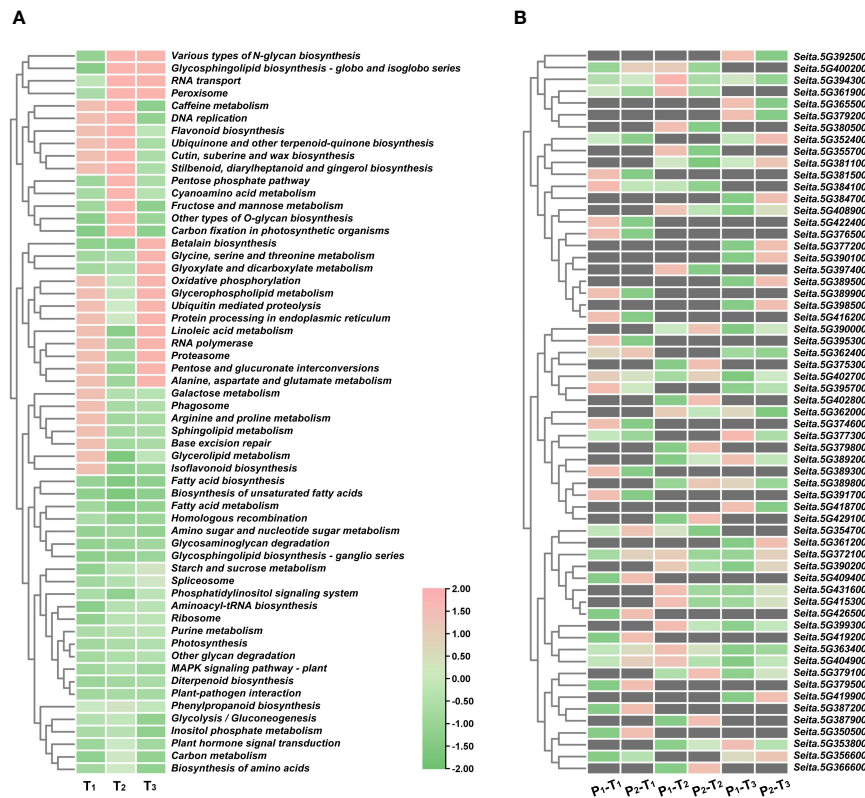 A
B
Various types of N-glycan biosynthesis
Glycosphingolipid biosynthesis - globo and isoglobo series
RNA transport
Peroxisome
Caffeine metabolism
DNA replication
Flavonoid biosynthesis
Ubiquinone and other terpenoid-quinone biosynthesis
Cutin, suberine and wax biosynthesis
Stilbenoid, diarylheptanoid and gingerol biosynthesis
Pentose phosphate pathway
Cyanoamino acid metabolism
Fructose and mannose metabolism
Other types of O-glycan biosynthesis
Carbon fixation in photosynthetic organisms
Betalain biosynthesis
Glycine, serine and threonine metabolism
Glyoxylate and dicarboxylate metabolism
Oxidative phosphorylation
Glycerophospholipid metabolism
Ubiquitin mediated proteolysis
Protein processing in endoplasmic reticulum
Linoleic acid metabolism
RNA polymerase
Proteasome
Pentose and glucuronate interconversions
Alanine, aspartate and glutamate metabolism
Galactose metabolism
Phagosome
Arginine and proline metabolism
Sphingolipid metabolism
Base excision repair
Glycerolipid metabolism
Isoflavonoid biosynthesis
Fatty acid biosynthesis
Biosynthesis of unsaturated fatty acids
Fatty acid metabolism
Homologous recombination
Amino sugar and nucleotide sugar metabolism
Glycosaminoglycan degradation
Glycosphingolipid biosynthesis - ganglio series
Starch and sucrose metabolism
Spliceosome
Phosphatidylinositol signaling system
Aminoacyl-tRNA biosynthesis
Ribosome
Purine metabolism
Photosynthesis
Other glycan degradation
MAPK signaling pathway - plant
Diterpenoid biosynthesis
Plant-pathogen interaction
Phenylpropanoid biosynthesis
Glycolysis / Gluconeogenesis
Inositol phosphate metabolism
Plant hormone signal transduction
Carbon metabolism
Biosynthesis of amino acids
T1 T2 T3
2.00
1.50
1.00
0.50
0.00
-0.50
-1.00
-1.50
-2.00
Seita.5G392500
Seita.5G400200
Seita.5G394300
Seita.5G361900
Seita.5G365500
Seita.5G379200
Seita.5G380500
Seita.5G352400
Seita.5G355700
Seita.5G381100
Seita.5G381500
Seita.5G384100
Seita.5G384700
Seita.5G408900
Seita.5G422400
Seita.5G376500
Seita.5G377200
Seita.5G390100
Seita.5G397400
Seita.5G389500
Seita.5G389900
Seita.5G398500
Seita.5G416200
Seita.5G390000
Seita.5G395300
Seita.5G362400
Seita.5G375300
Seita.5G402700
Seita.5G395700
Seita.5G402800
Seita.5G362000
Seita.5G374600
Seita.5G377300
Seita.5G379800
Seita.5G389200
Seita.5G389300
Seita.5G389800
Seita.5G391700
Seita.5G418700
Seita.5G429100
Seita.5G354700
Seita.5G361200
Seita.5G372100
Seita.5G390200
Seita.5G409400
Seita.5G431600
Seita.5G415300
Seita.5G426500
Seita.5G399300
Seita.5G419200
Seita.5G363400
Seita.5G404900
Seita.5G379100
Seita.5G379500
Seita.5G419900
Seita.5G387200
Seita.5G387900
Seita.5G350500
Seita.5G353800
Seita.5G356600
Seita.5G366600
P1-T1 P2-T1 P1-T2 P2-T2 P1-T3 P2-T3